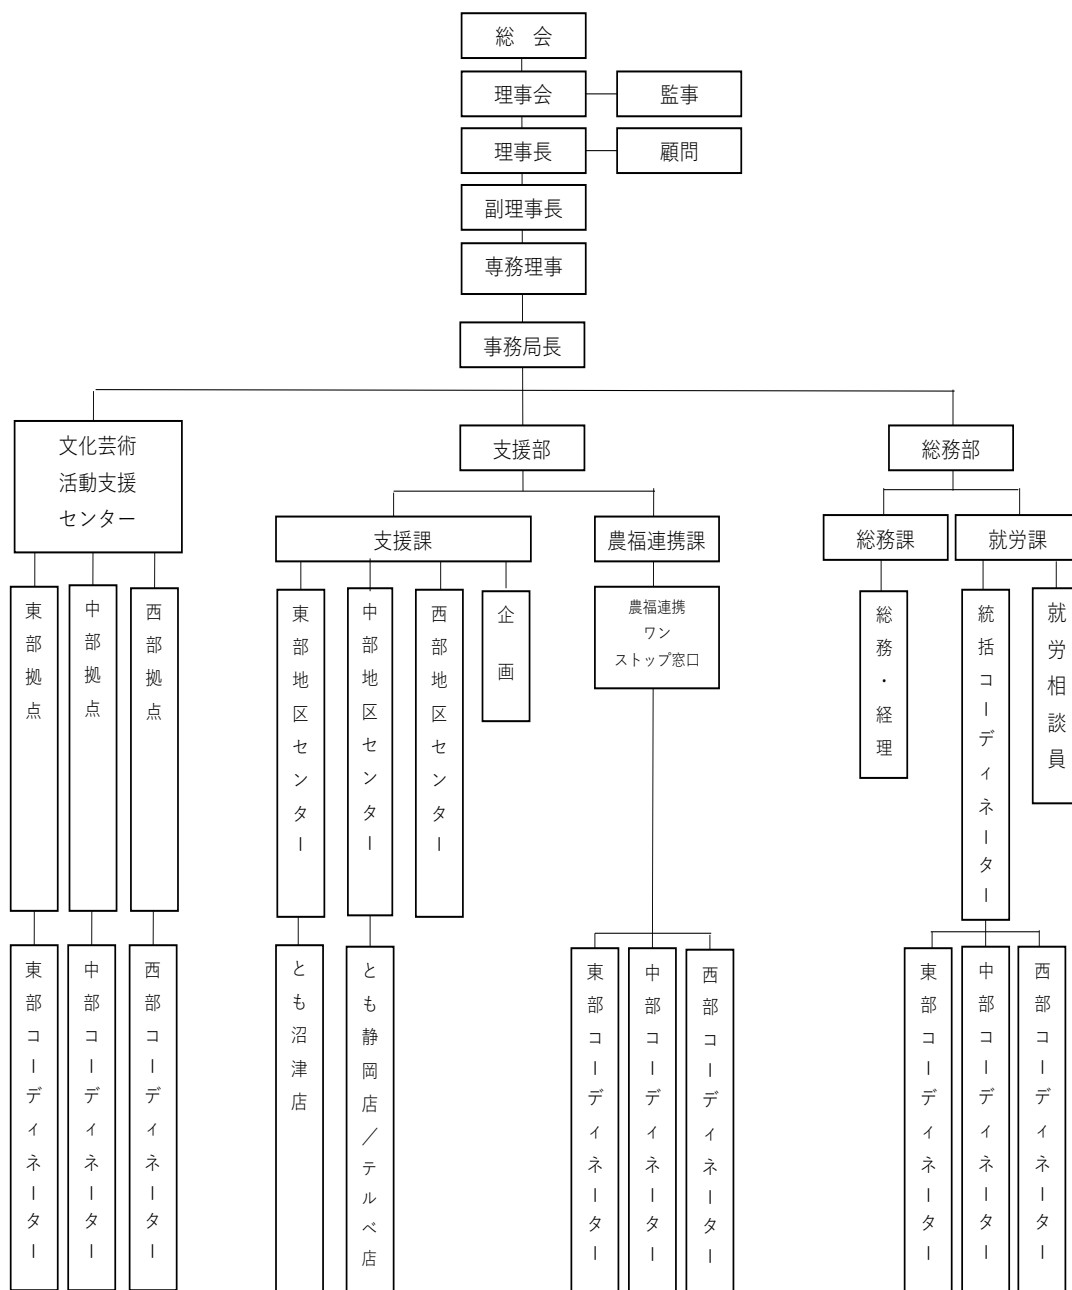 総　会
理事会
監事
理事長
顧問
副理事長
専務理事
事務局長
文化芸術
活動支援
センター
支援部
総務部
支援課
農福連携課
総務課
就労課
東部拠点
中部拠点
西部拠点
東部地区センター
中部地区センター
西部地区センター
企画
農福連携
ワン
ストップ窓口
総務・経理
統括コーディネーター
就労相談員
東部コーディネーター
中部コーディネーター
西部コーディネーター
とも沼津店
とも静岡店／テルベ店
東部コーディネーター
中部コーディネーター
西部コーディネーター
東部コーディネーター
中部コーディネーター
西部コーディネーター